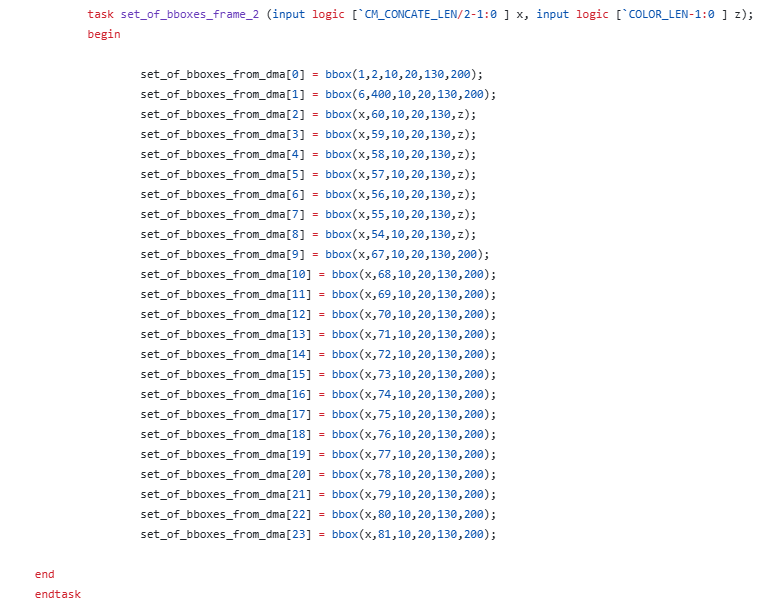 task set_of_bboxes_frame_2 (input logic [`CM_CONCATE_LEN/2-1:0 ] x, input logic [`COLOR_LEN-1:0 ] z);
begin
set_of_bboxes_from_dma[0] = bbox(1,2,10,20,130,200);
set_of_bboxes_from_dma[1] = bbox(6,400,10,20,130,200);
set_of_bboxes_from_dma[2] = bbox(x,60,10,20,130,z);
set_of_bboxes_from_dma[3] = bbox(x,59,10,20,130,z);
set_of_bboxes_from_dma[4] = bbox(x,58,10,20,130,z);
set_of_bboxes_from_dma[5] = bbox(x,57,10,20,130,z);
set_of_bboxes_from_dma[6] = bbox(x,56,10,20,130,z);
set_of_bboxes_from_dma[7] = bbox(x,55,10,20,130,z);
set_of_bboxes_from_dma[8] = bbox(x,54,10,20,130,z);
set_of_bboxes_from_dma[9] = bbox(x,67,10,20,130,200);
set_of_bboxes_from_dma[10] = bbox(x,68,10,20,130,200);
set_of_bboxes_from_dma[11] = bbox(x,69,10,20,130,200);
set_of_bboxes_from_dma[12] = bbox(x,70,10,20,130,200);
set_of_bboxes_from_dma[13] = bbox(x,71,10,20,130,200);
set_of_bboxes_from_dma[14] = bbox(x,72,10,20,130,200);
set_of_bboxes_from_dma[15] = bbox(x,73,10,20,130,200);
set_of_bboxes_from_dma[16] = bbox(x,74,10,20,130,200);
set_of_bboxes_from_dma[17] = bbox(x,75,10,20,130,200);
set_of_bboxes_from_dma[18] = bbox(x,76,10,20,130,200);
set_of_bboxes_from_dma[19] = bbox(x,77,10,20,130,200);
set_of_bboxes_from_dma[20] = bbox(x,78,10,20,130,200);
set_of_bboxes_from_dma[21] = bbox(x,79,10,20,130,200);
set_of_bboxes_from_dma[22] = bbox(x,80,10,20,130,200);
set_of_bboxes_from_dma[23] = bbox(x,81,10,20,130,200);
end
endtask